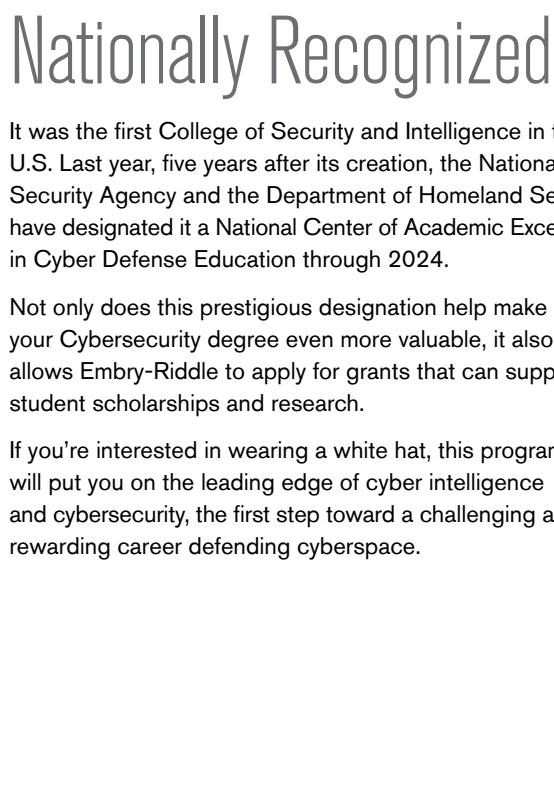 Nationally Recognized
It was the first College of Security and Intelligence in
U.S. Last year, five years after its creation, the
Security Agency and the Department of Homeland
have designated it a National Center of Academic
in Cyber Defense Education through 2024.
Not only does this prestigious designation help make
your Cybersecurity degree even more valuable, it also
allows Embry-Riddle to apply for grants that can
student scholarships and research.
If you're interested in wearing a white hat, this
will put you on the leading edge of cyber intelligence
and cybersecurity, the first step toward a challenging
rewarding career defending cyberspace.